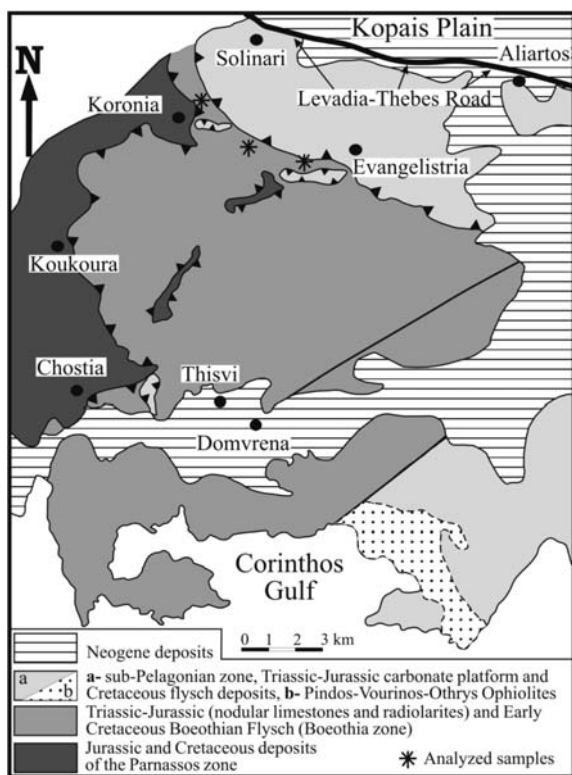 Kopais Plain
Solinari
Aliartos
N
Levadia-Thebes Road
Koronia
Evangelistria
Koukoura
Chostia
Thisvi
Domvrena
Corinthos
Gulf
0 1 2 3 km
Neogene deposits
a
b
a- sub-Pelagonian zone, Triassic-Jurassic carbonate platform and
Cretaceous flysch deposits, b- Pindos-Vourinos-Othrys Ophiolites
Triassic-Jurassic (nodular limestones and radiolarites) and Early
Cretaceous Boeothian Flysch (Boeothia zone)
Jurassic and Cretaceous deposits
of the Parnassos zone
Analyzed samples